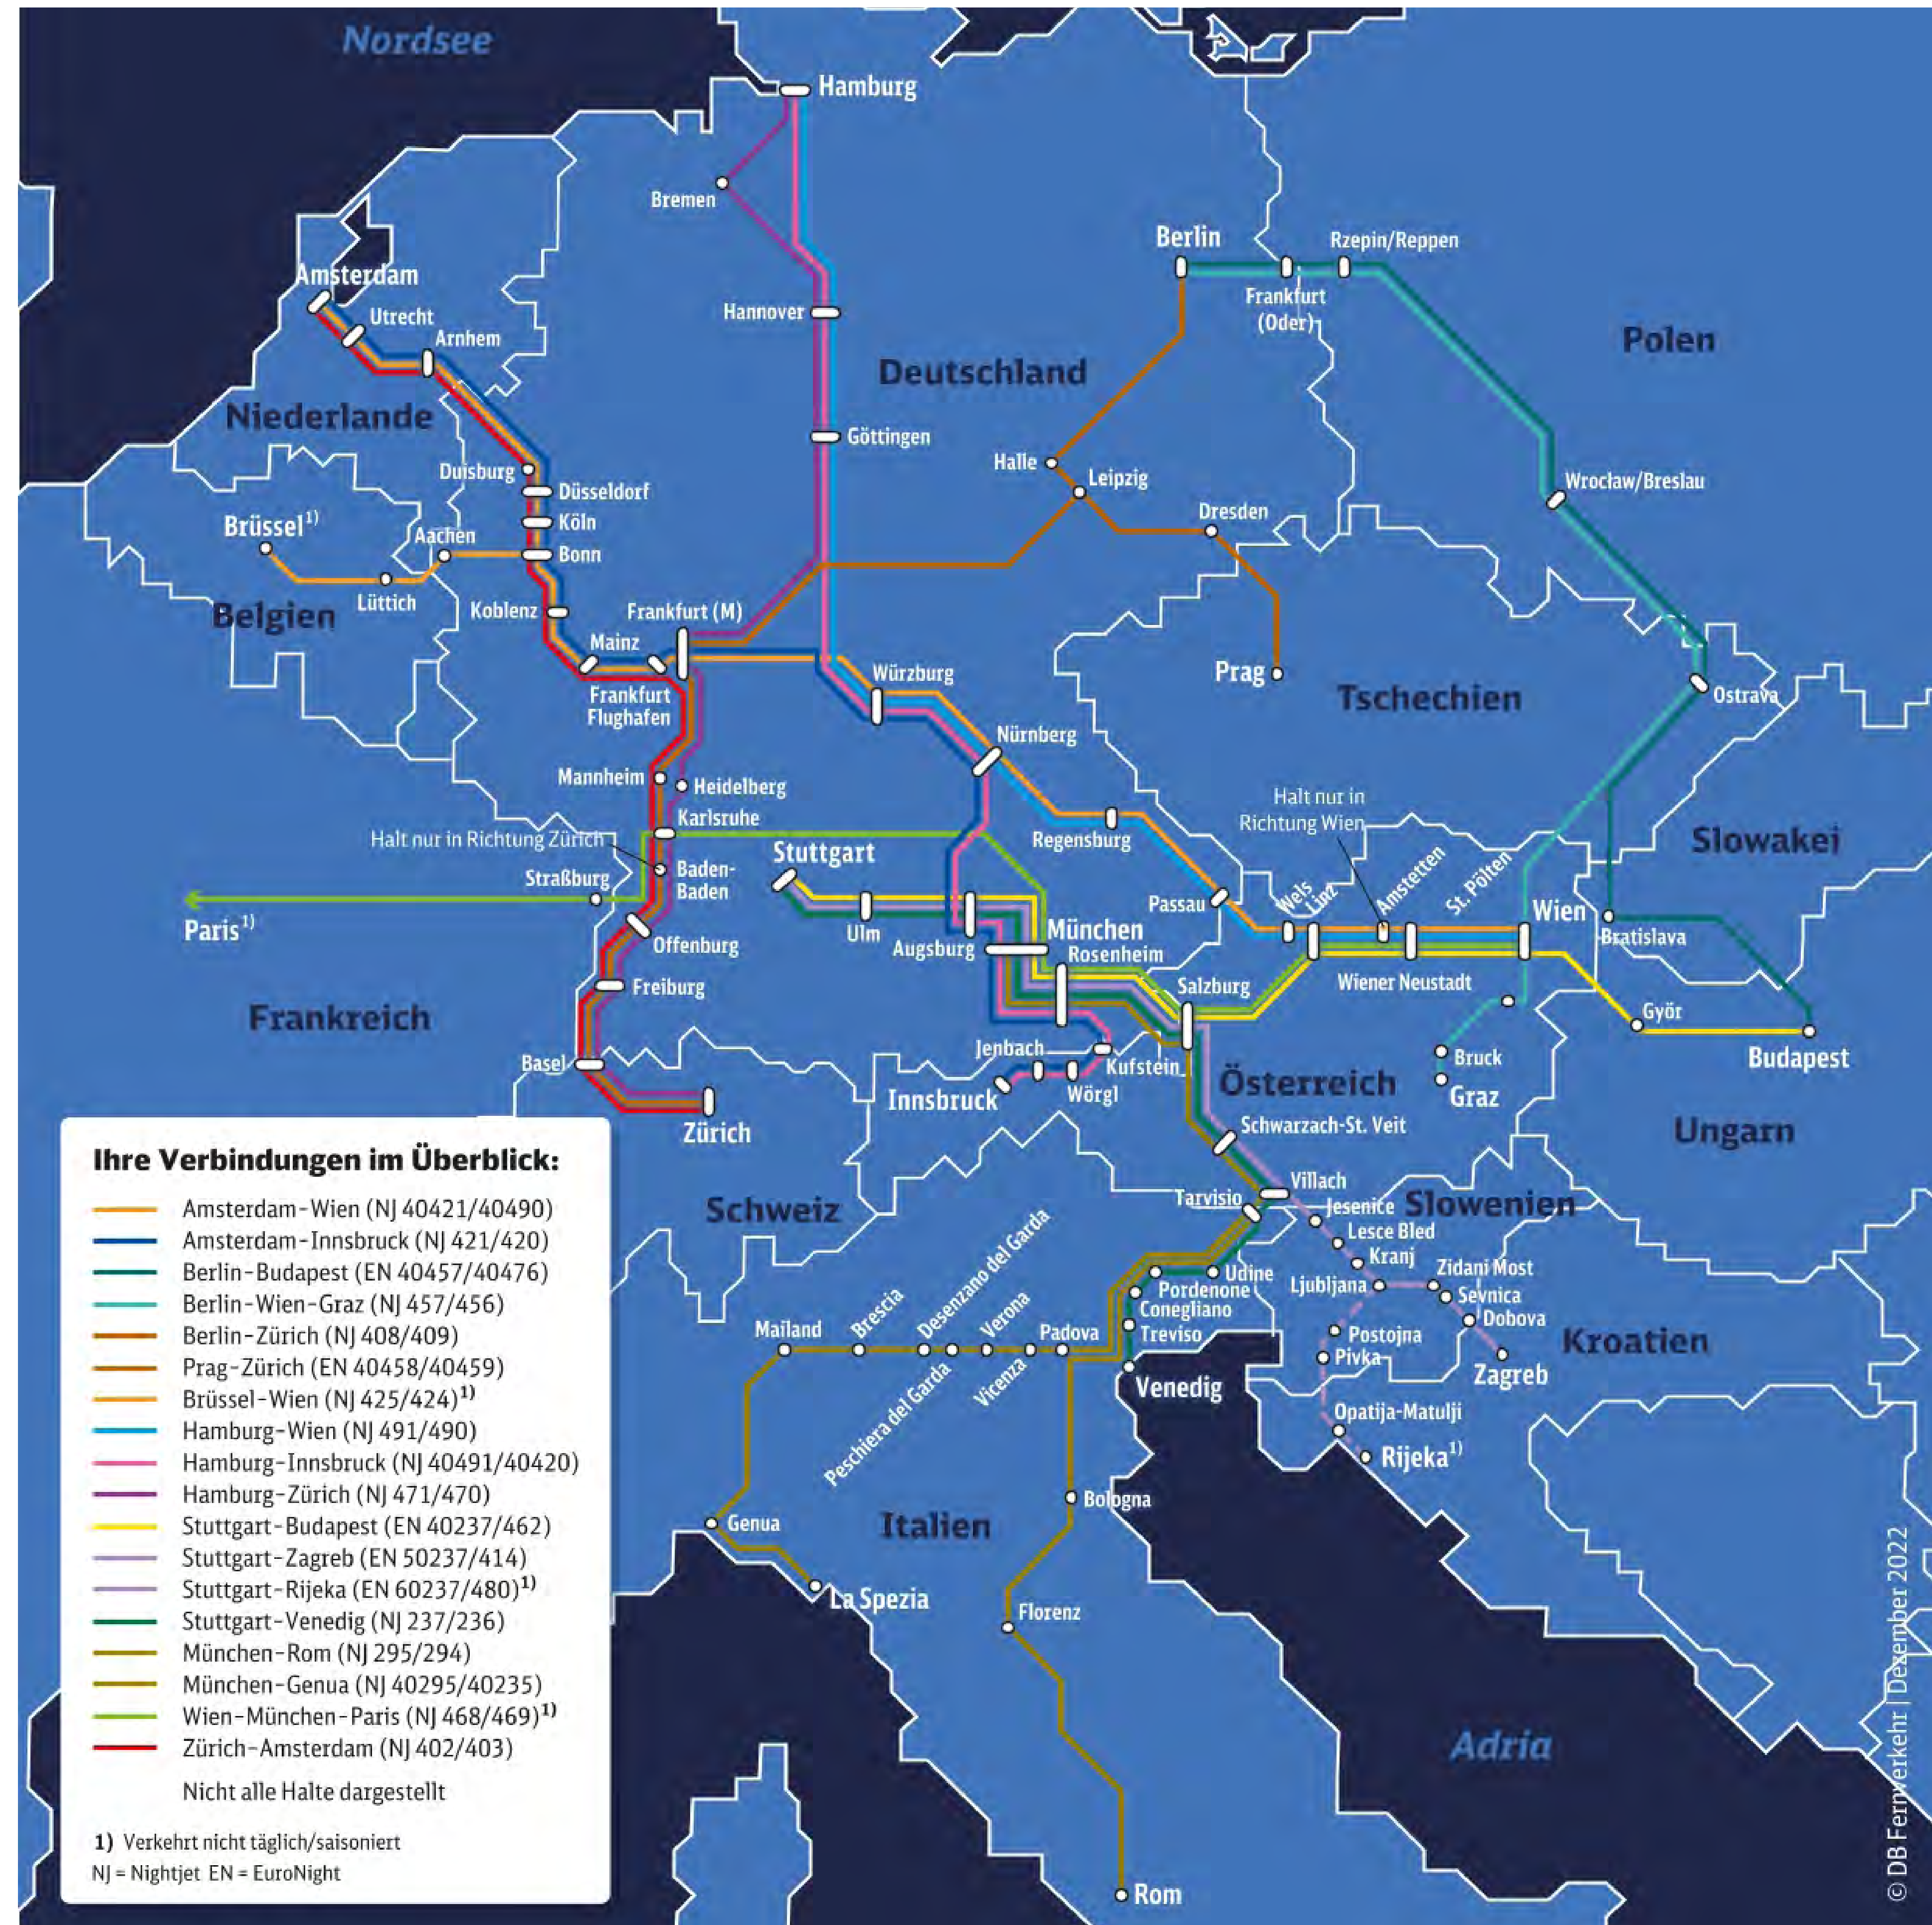 Nordsee
Hamburg
Bremen
Berlin
Rzepin/Reppen
Amsterdam
Frankfurt
(Oder)
Utrecht
Hannover
Arnhem
Polen
Deutschland
Niederlande
Göttingen
Halle
Leipzig
Duisburg
Düsseldorf
Wrocław/Breslau
Brüssel¹⁾
Köln
Dresden
Aachen
Bonn
Lüttich
Belgien
Koblenz
Frankfurt (M)
Mainz
Würzburg
Prag
Tschechien
Ostrava
Frankfurt
Flughafen
Nürnberg
Mannheim
Heidelberg
Halt nur in
Richtung Wien
Karlsruhe
Halt nur in Richtung Zürich
Regensburg
Slowakei
Stuttgart
Baden-
Baden
Straßburg
Passau
Wels
Linz
Amstetten
St. Pölten
Wien
Paris¹⁾
Ulm
München
Bratislava
Offenburg
Augsburg
Rosenheim
Freiburg
Salzburg
Wiener Neustadt
Frankreich
Györ
Jenbach
Basel
Kufstein
Bruck
Budapest
Österreich
Innsbruck
Wörgl
Graz
Zürich
Schwarzach-St. Veit
Ungarn
Villach
Tarvisio
Jesenice
Slowenien
Schweiz
Lesce Bled
Kranj
Udine
Ljubljana
Zidani Most
Pordenone
Sevnica
Conegliano
Dobova
Mailand
Brescia
Desenzano del Garda
Verona
Padova
Treviso
Postojna
Kroatien
Pivka
Peschiera del Garda
Vicenza
Venedig
Zagreb
Opatija-Matulji
Rijeka¹⁾
Bologna
Genua
Italien
La Spezia
Florenz
Adria
Rom
Ihre Verbindungen im Überblick:
Amsterdam-Wien (NJ 40421/40490)
Amsterdam-Innsbruck (NJ 421/420)
Berlin-Budapest (EN 40457/40476)
Berlin-Wien-Graz (NJ 457/456)
Berlin-Zürich (NJ 408/409)
Prag-Zürich (EN 40458/40459)
Brüssel-Wien (NJ 425/424)¹⁾
Hamburg-Wien (NJ 491/490)
Hamburg-Innsbruck (NJ 40491/40420)
Hamburg-Zürich (NJ 471/470)
Stuttgart-Budapest (EN 40237/462)
Stuttgart-Zagreb (EN 50237/414)
Stuttgart-Rijeka (EN 60237/480)¹⁾
Stuttgart-Venedig (NJ 237/236)
München-Rom (NJ 295/294)
München-Genua (NJ 40295/40235)
Wien-München-Paris (NJ 468/469)¹⁾
Zürich-Amsterdam (NJ 402/403)
Nicht alle Halte dargestellt
1) Verkehrt nicht täglich/saisoniert
NJ = Nightjet EN = EuroNight
© DB Fernverkehr | Dezember 2022